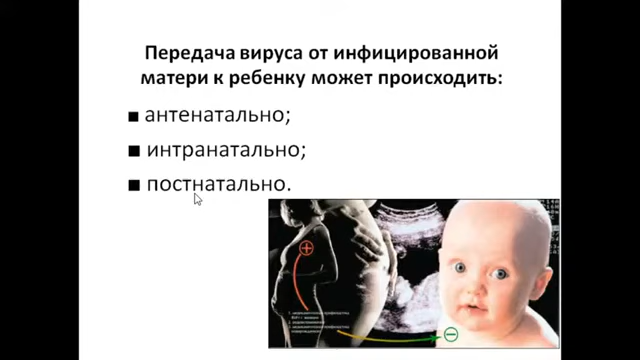 Передача вируса от инфицированной
матери к ребенку может происходить:
■ антенатально;
■ интранатально;
■ постнатально.